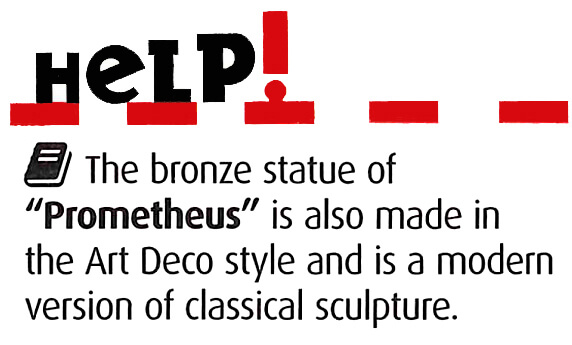 HeLP!
The bronze statue of
“Prometheus” is also made in
the Art Deco style and is a modern
version of classical sculpture.